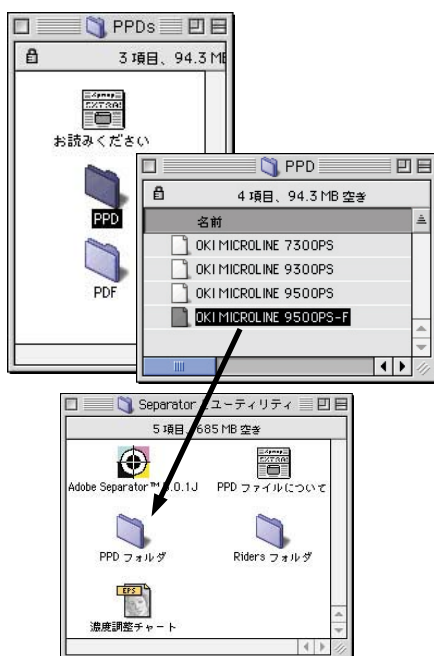 PPDs
3 項目、94.3 MB
お読みください
PPD
PDF
PPD
4 項目、94.3 MB 空き
名前
OKI MICROLINE 7300PS
OKI MICROLINE 9300PS
OKI MICROLINE 9500PS
OKI MICROLINE 9500PS-F
Separator ユーティリティ
5 項目、685 MB 空き
Adobe Separator™ 5.0.1J
PPD ファイルについて
PPD フォルダ
Riders フォルダ
EPS
濃度調整チャート